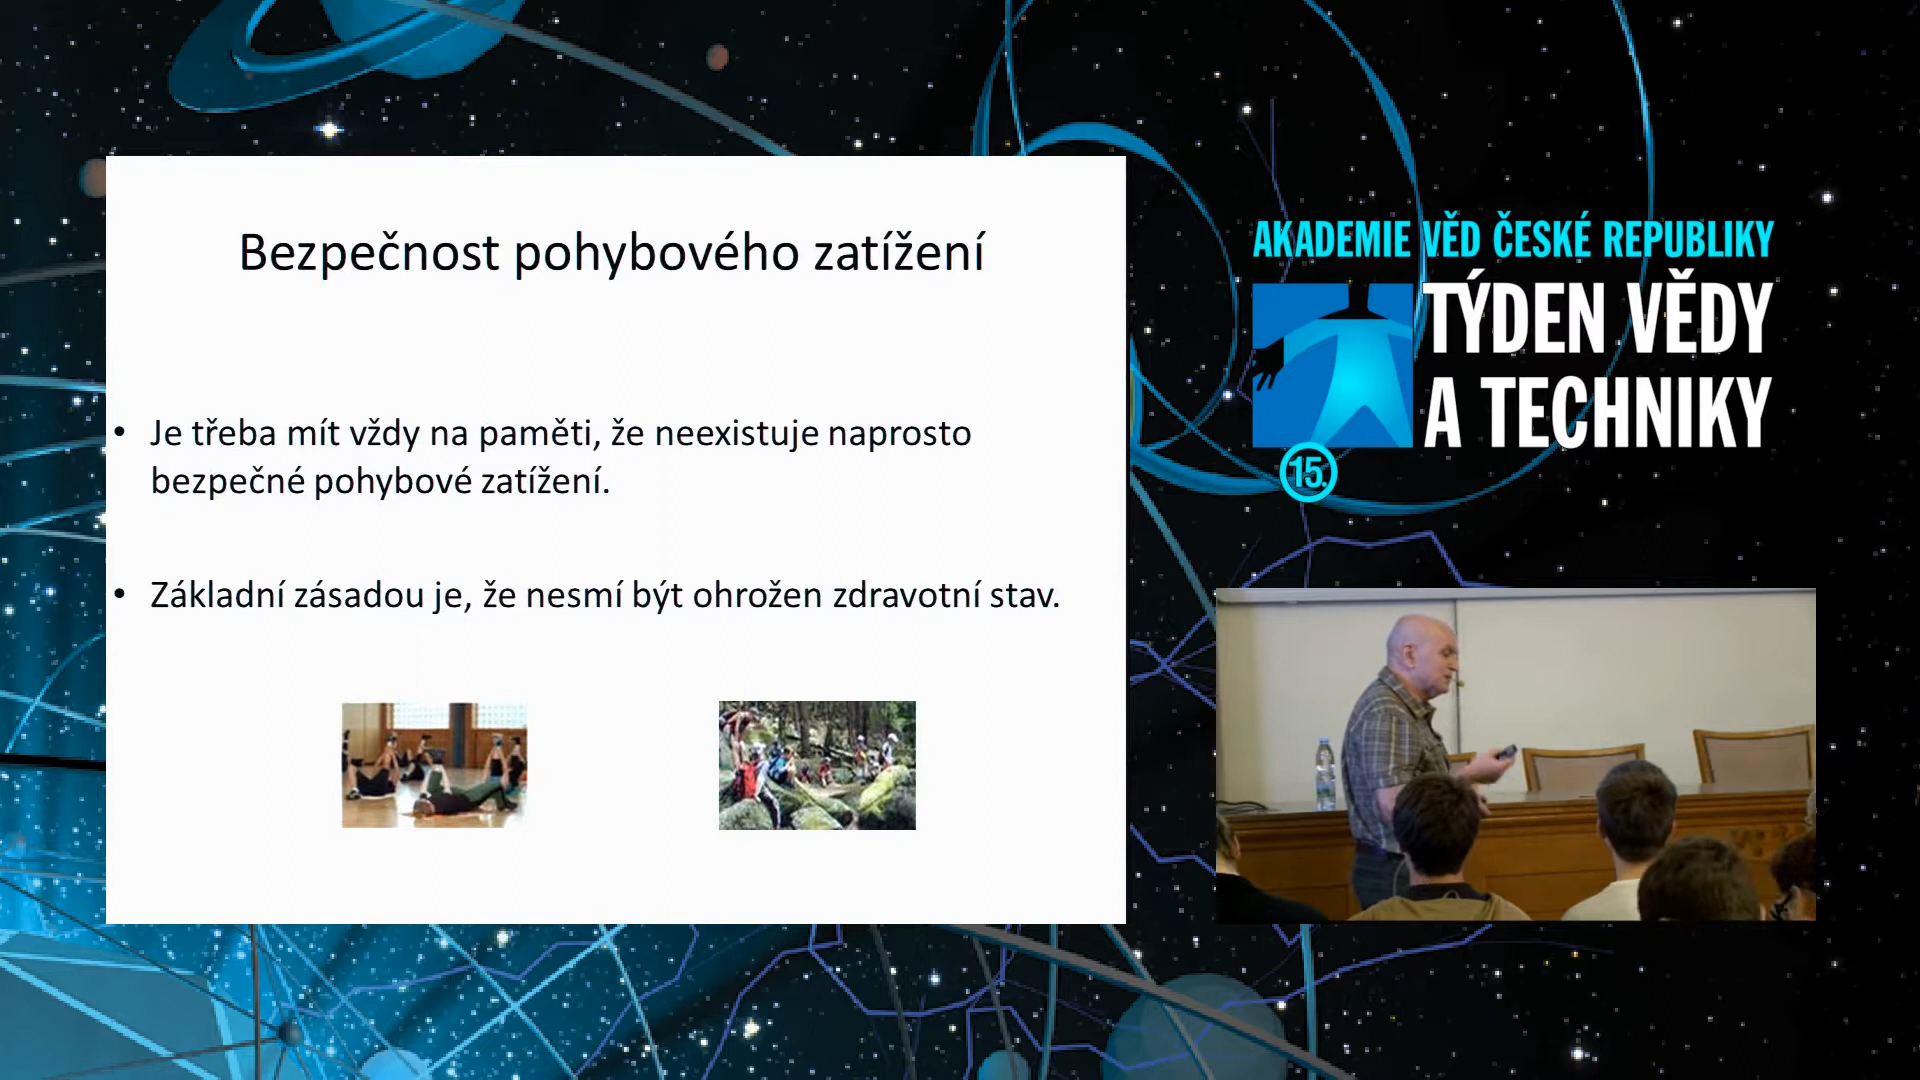 Bezpečnost pohybového zatížení
• Je třeba mít vždy na paměti, že neexistuje naprosto
bezpečné pohybové zatížení.
• Základní zásadou je, že nesmí být ohrožen zdravotní stav.
AKADEMIE VĚD ČESKÉ REPUBLIKY
TÝDEN VĚDY
A TECHNIKY
15.